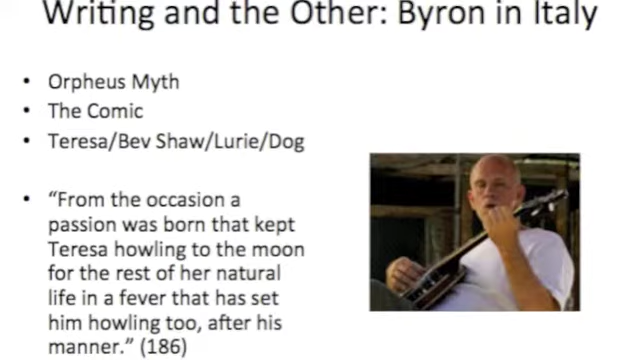 Writing and the Other: Byron in Italy
• Orpheus Myth
• The Comic
• Teresa/Bev Shaw/Lurie/Dog
• “From the occasion a
passion was born that kept
Teresa howling to the moon
for the rest of her natural
life in a fever that has set
him howling too, after his
manner.” (186)